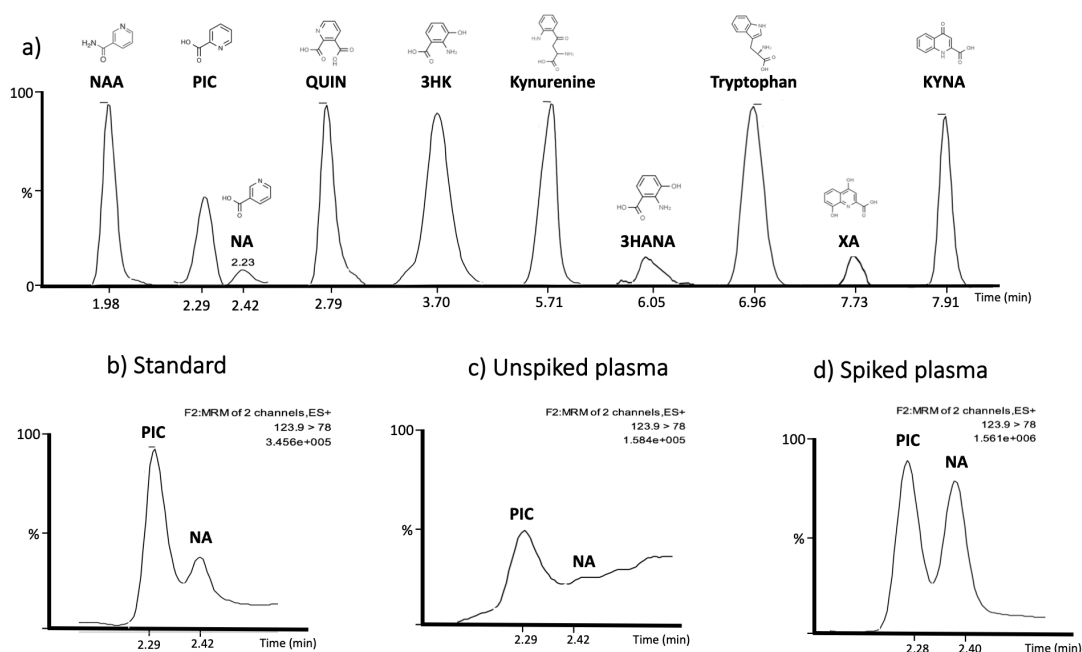 a)
NAA PIC QUIN 3HK Kynurenine Tryptophan KYNA
100
%
0
NA
2.23
3HANA XA
1.98 2.29 2.42 2.79 3.70 5.71 6.05 6.96 7.73 7.91 Time (min)
b) Standard
F2:MRM of 2 channels,ES+
123.9 > 78
3.456e+005
100
%
PIC
NA
2.29 2.42 Time (min)
c) Unspiked plasma
F2:MRM of 2 channels,ES+
123.9 > 78
1.584e+005
100
%
PIC
NA
2.29 2.42 Time (min)
d) Spiked plasma
F2:MRM of 2 channels,ES+
123.9 > 78
1.561e+006
100
%
PIC
NA
2.28 2.40 Time (min)